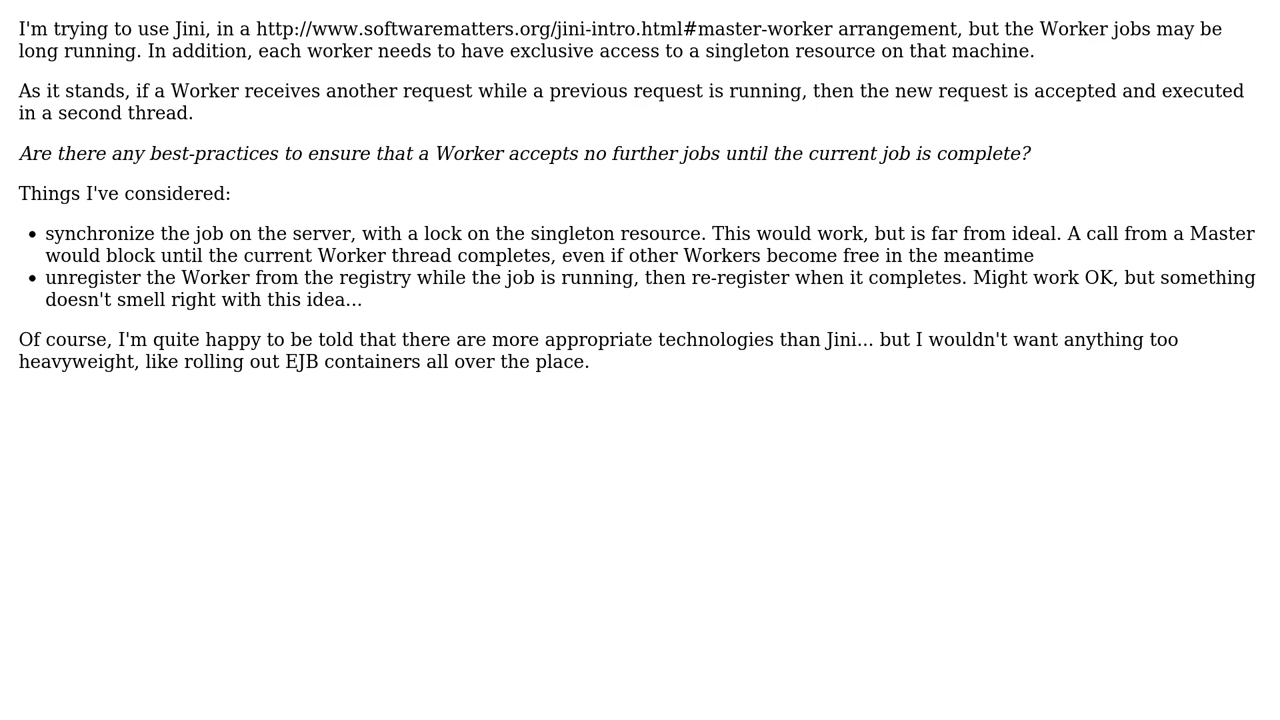 I'm trying to use Jini, in a http://www.softwarematters.org/jini-intro.html#master-worker arrangement, but the Worker jobs may be
long running. In addition, each worker needs to have exclusive access to a singleton resource on that machine.
As it stands, if a Worker receives another request while a previous request is running, then the new request is accepted and executed
in a second thread.
Are there any best-practices to ensure that a Worker accepts no further jobs until the current job is complete?
Things I've considered:
• synchronize the job on the server, with a lock on the singleton resource. This would work, but is far from ideal. A call from a Master
would block until the current Worker thread completes, even if other Workers become free in the meantime
• unregister the Worker from the registry while the job is running, then re-register when it completes. Might work OK, but something
doesn't smell right with this idea...
Of course, I'm quite happy to be told that there are more appropriate technologies than Jini... but I wouldn't want anything too
heavyweight, like rolling out EJB containers all over the place.